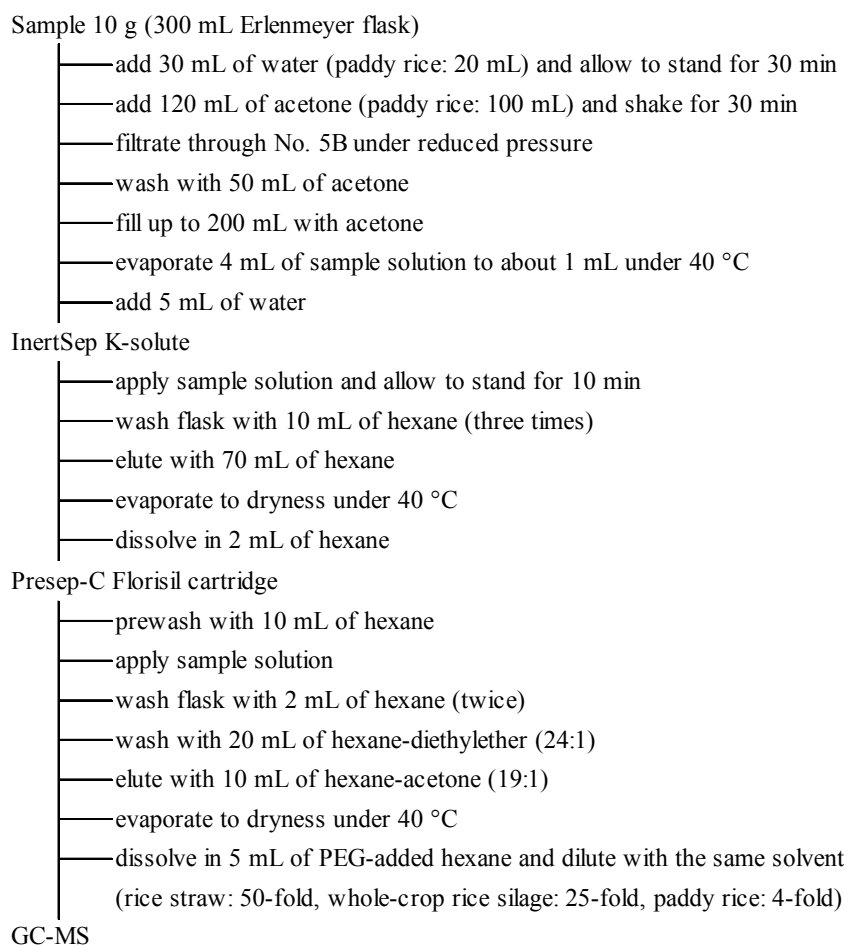 Sample 10 g (300 mL Erlenmeyer flask)
add 30 mL of water (paddy rice: 20 mL) and allow to stand for 30 min
add 120 mL of acetone (paddy rice: 100 mL) and shake for 30 min
filtrate through No. 5B under reduced pressure
wash with 50 mL of acetone
fill up to 200 mL with acetone
evaporate 4 mL of sample solution to about 1 mL under 40 °C
add 5 mL of water
InertSep K-solute
apply sample solution and allow to stand for 10 min
wash flask with 10 mL of hexane (three times)
elute with 70 mL of hexane
evaporate to dryness under 40 °C
dissolve in 2 mL of hexane
Presep-C Florisil cartridge
prewash with 10 mL of hexane
apply sample solution
wash flask with 2 mL of hexane (twice)
wash with 20 mL of hexane-diethylether (24:1)
elute with 10 mL of hexane-acetone (19:1)
evaporate to dryness under 40 °C
dissolve in 5 mL of PEG-added hexane and dilute with the same solvent
(rice straw: 50-fold, whole-crop rice silage: 25-fold, paddy rice: 4-fold)
GC-MS